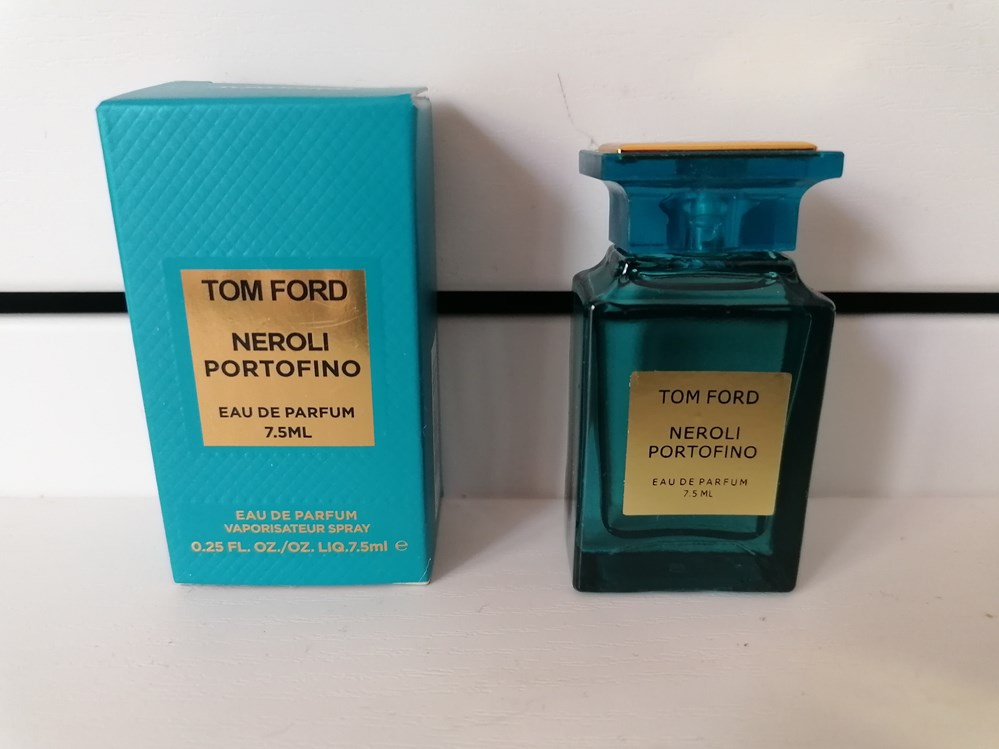 TOM FORD
NEROLI
PORTOFINO
EAU DE PARFUM
7.5ML
EAU DE PARFUM
VAPORISATEUR SPRAY
0.25 FL. OZ./OZ. LIQ.7.5ml ℮
TOM FORD
NEROLI
PORTOFINO
EAU DE PARFUM
7.5 ML